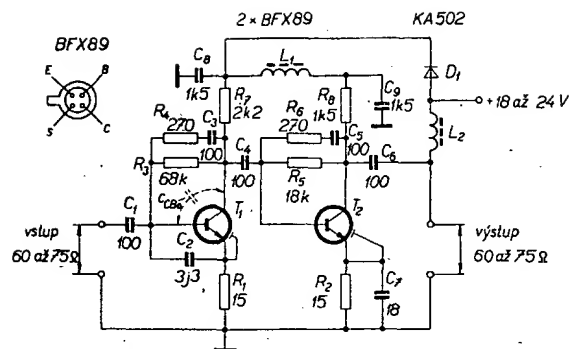 2 × BFX89
KA502
BFX89
E
B
S
C
C8
1k5
L1
D1
R7
2k2
R8
1k5
C9
1k5
+18 až 24 V
R4
270
C3
100
R6
270
C5
100
L2
R3
68k
C4
100
R5
18k
C6
100
CCBe
T1
T2
C1
100
vstup
60 až 75 Ω
C2
3j3
R1
15
R2
15
C7
18
výstup
60 až 75 Ω